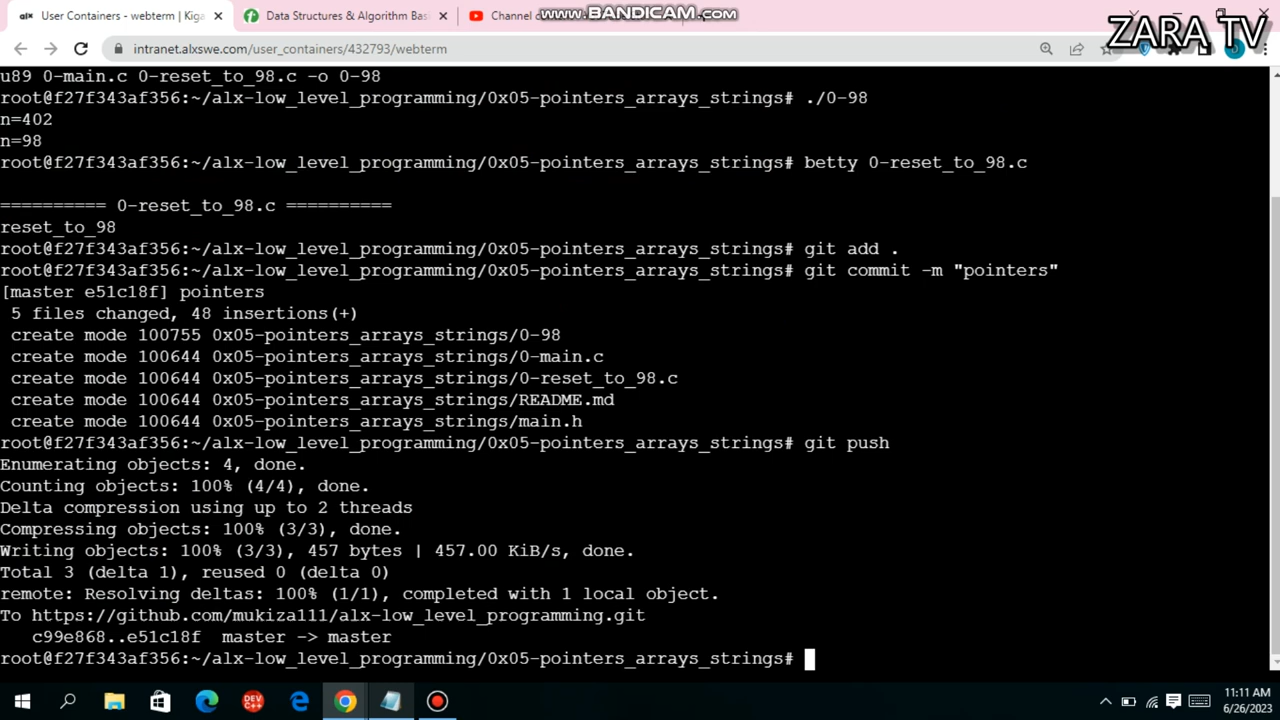 www.BANDICAM.com
ZARA TV
alx User Containers - webterm | Kiga
Data Structures & Algorithm Basi
Channel c
intranet.alxswe.com/user_containers/432793/webterm
u89 0-main.c 0-reset_to_98.c -o 0-98
root@f27f343af356:~/alx-low_level_programming/0x05-pointers_arrays_strings# ./0-98
n=402
n=98
root@f27f343af356:~/alx-low_level_programming/0x05-pointers_arrays_strings# betty 0-reset_to_98.c
========== 0-reset_to_98.c ==========
reset_to_98
root@f27f343af356:~/alx-low_level_programming/0x05-pointers_arrays_strings# git add .
root@f27f343af356:~/alx-low_level_programming/0x05-pointers_arrays_strings# git commit -m "pointers"
[master e51c18f] pointers
5 files changed, 48 insertions(+)
create mode 100755 0x05-pointers_arrays_strings/0-98
create mode 100644 0x05-pointers_arrays_strings/0-main.c
create mode 100644 0x05-pointers_arrays_strings/0-reset_to_98.c
create mode 100644 0x05-pointers_arrays_strings/README.md
create mode 100644 0x05-pointers_arrays_strings/main.h
root@f27f343af356:~/alx-low_level_programming/0x05-pointers_arrays_strings# git push
Enumerating objects: 4, done.
Counting objects: 100% (4/4), done.
Delta compression using up to 2 threads
Compressing objects: 100% (3/3), done.
Writing objects: 100% (3/3), 457 bytes | 457.00 KiB/s, done.
Total 3 (delta 1), reused 0 (delta 0)
remote: Resolving deltas: 100% (1/1), completed with 1 local object.
To https://github.com/mukiza111/alx-low_level_programming.git
c99e868..e51c18f master -> master
root@f27f343af356:~/alx-low_level_programming/0x05-pointers_arrays_strings#
DEV C++
11:11 AM
6/26/2023